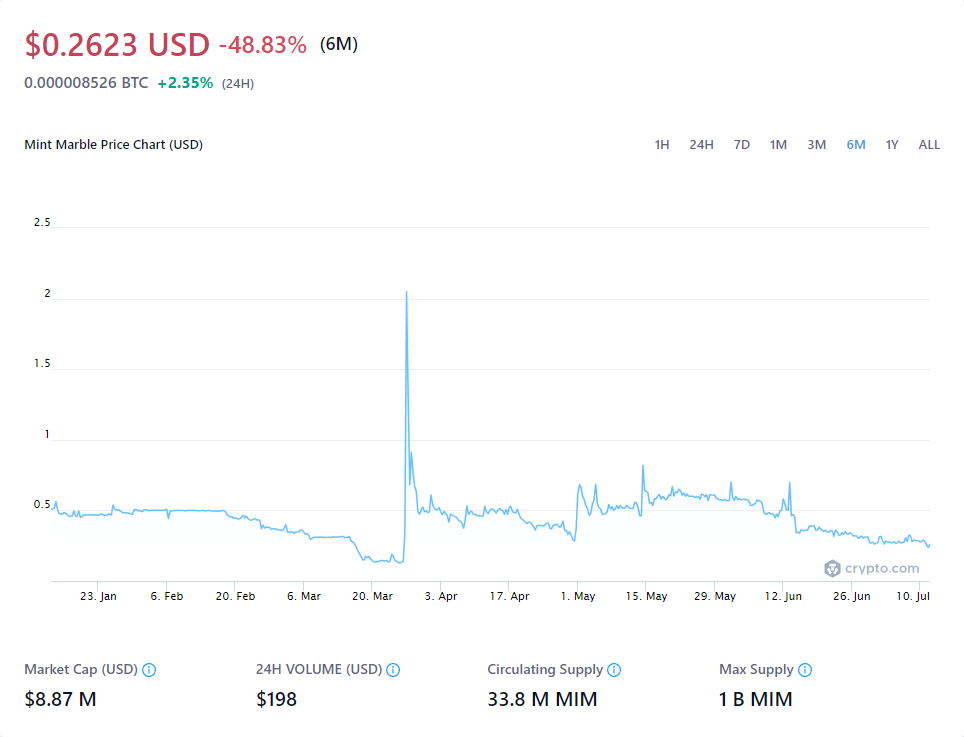 $0.2623 USD -48.83% (6M)
0.000008526 BTC +2.35% (24H)
Mint Marble Price Chart (USD) 1H 24H 7D 1M 3M 6M 1Y ALL
2.5
2
1.5
1
0.5
crypto.com
23. Jan 6. Feb 20. Feb 6. Mar 20. Mar 3. Apr 17. Apr 1. May 15. May 29. May 12. Jun 26. Jun 10. Jul
Market Cap (USD) 24H VOLUME (USD) Circulating Supply Max Supply
$8.87 M $198 33.8 M MIM 1 B MIM